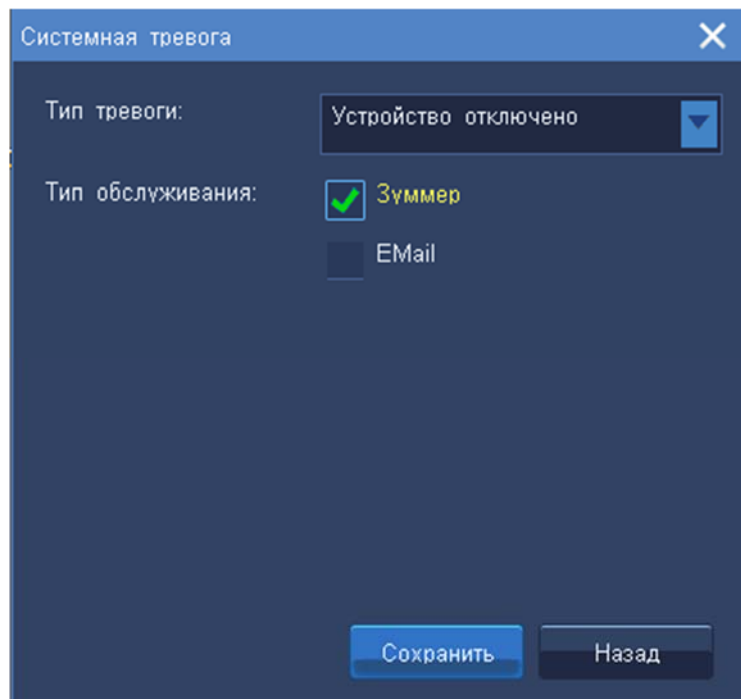 Системная тревога
Тип тревоги: Устройство отключено
Тип обслуживания: Зуммер
EMail
Сохранить Назад